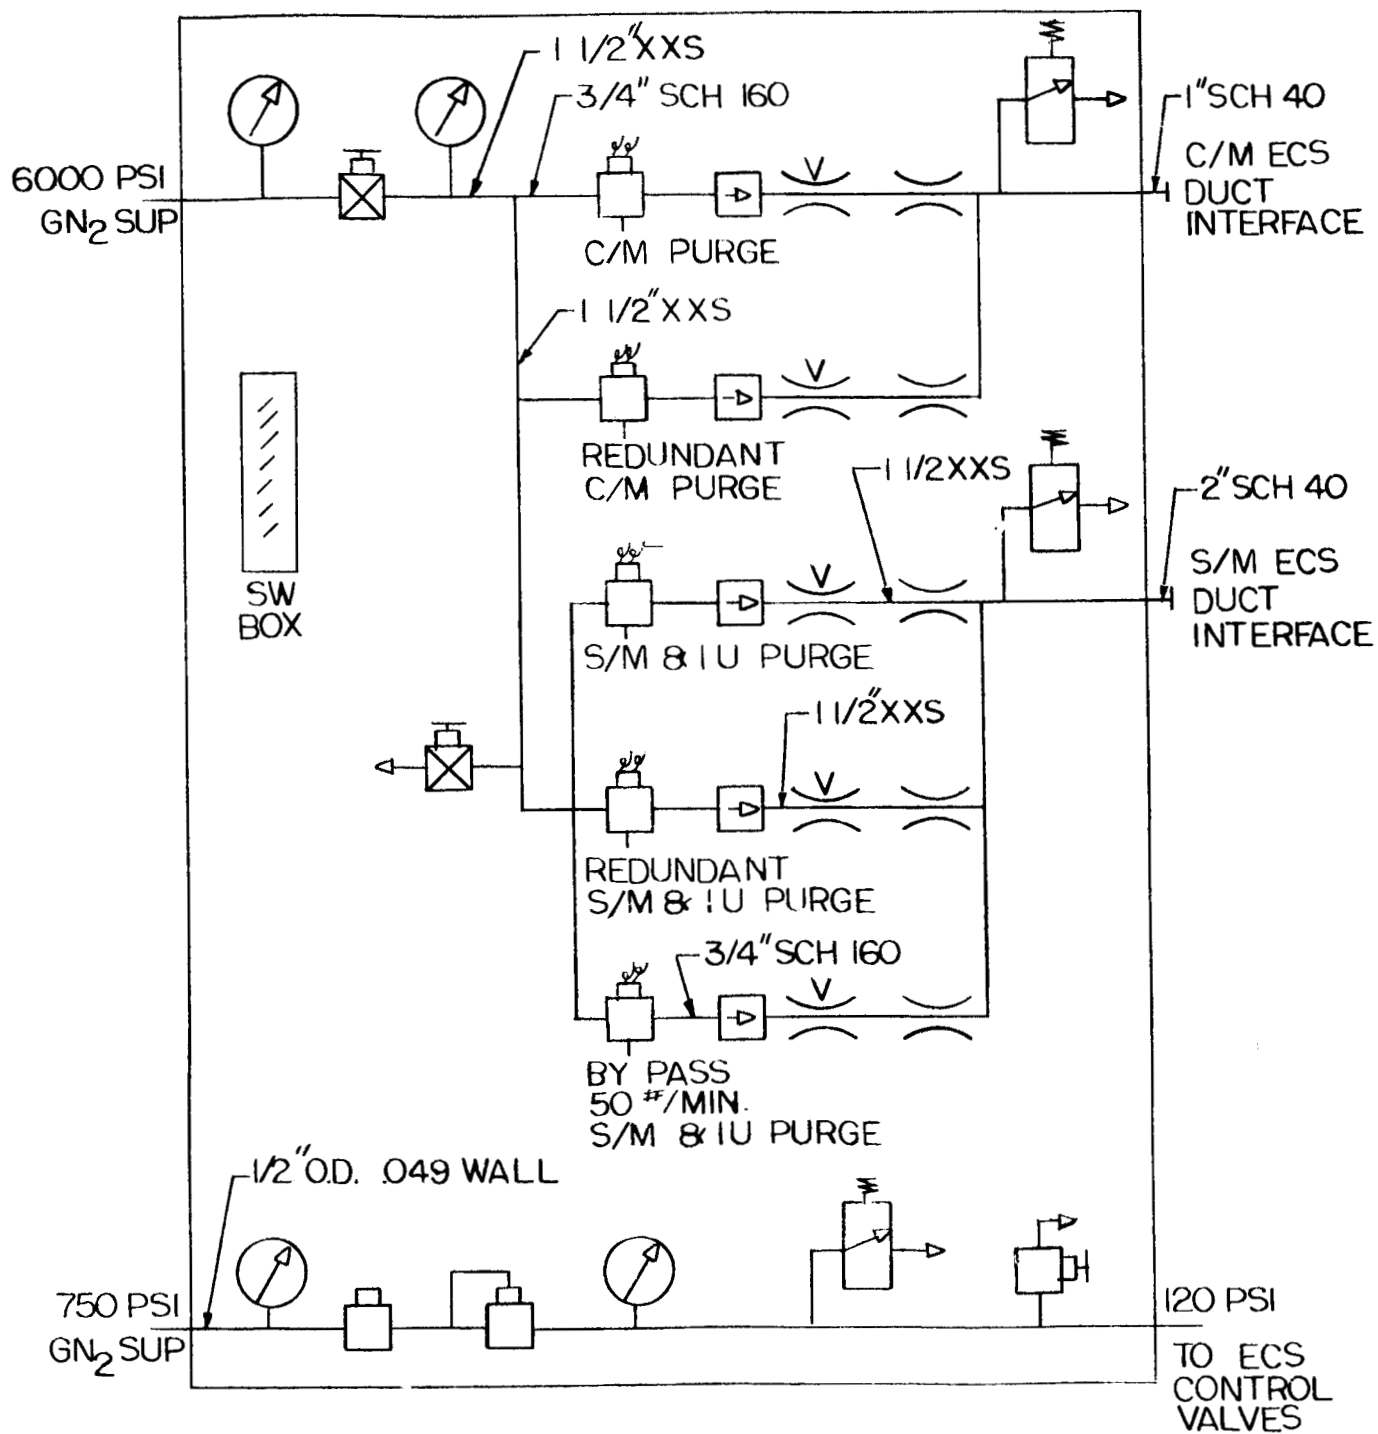 1 1/2" XXS
3/4" SCH 160
1" SCH 40
6000 PSI
GN2 SUP
C/M ECS
DUCT
INTERFACE
V
C/M PURGE
1 1/2" XXS
V
REDUNDANT
C/M PURGE
1 1/2 XXS
2" SCH 40
SW
BOX
V
S/M & IU PURGE
S/M ECS
DUCT
INTERFACE
1 1/2" XXS
V
REDUNDANT
S/M & IU PURGE
3/4" SCH 160
V
BY PASS
50 #/MIN.
S/M & IU PURGE
1/2" O.D. .049 WALL
750 PSI
GN2 SUP
120 PSI
TO ECS
CONTROL
VALVES